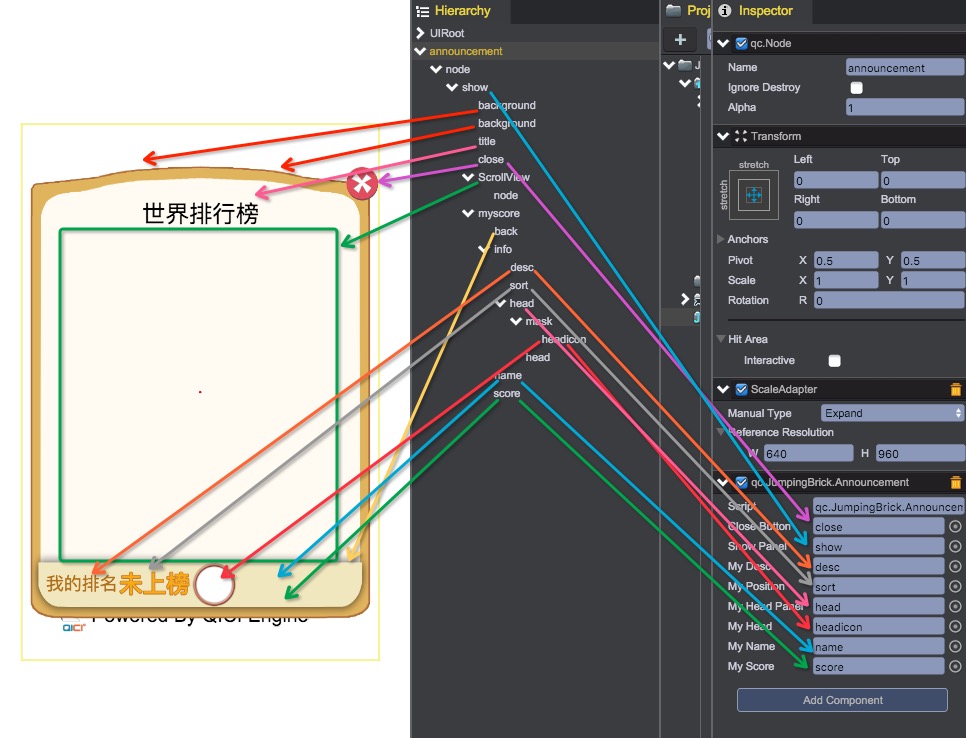 世界排行榜
我的排名未上榜
QICI
Powered By QICI Engine
Hierarchy
UIRoot
announcement
node
show
background
background
title
close
ScrollView
node
myscore
back
info
desc
sort
head
mask
headicon
head
name
score
Proj
+
J
Inspector
qc.Node
Name announcement
Ignore Destroy
Alpha 1
Transform
stretch
stretch
Left Top
0 0
Right Bottom
0 0
Anchors
Pivot X 0.5 Y 0.5
Scale X 1 Y 1
Rotation R 0
Hit Area
Interactive
ScaleAdapter
Manual Type Expand
Reference Resolution
W 640 H 960
qc.JumpingBrick.Announcement
Script qc.JumpingBrick.Announcen
Close Button close
Show Panel show
My Desc desc
My Position sort
My Head Panel head
My Head headicon
My Name name
My Score score
Add Component